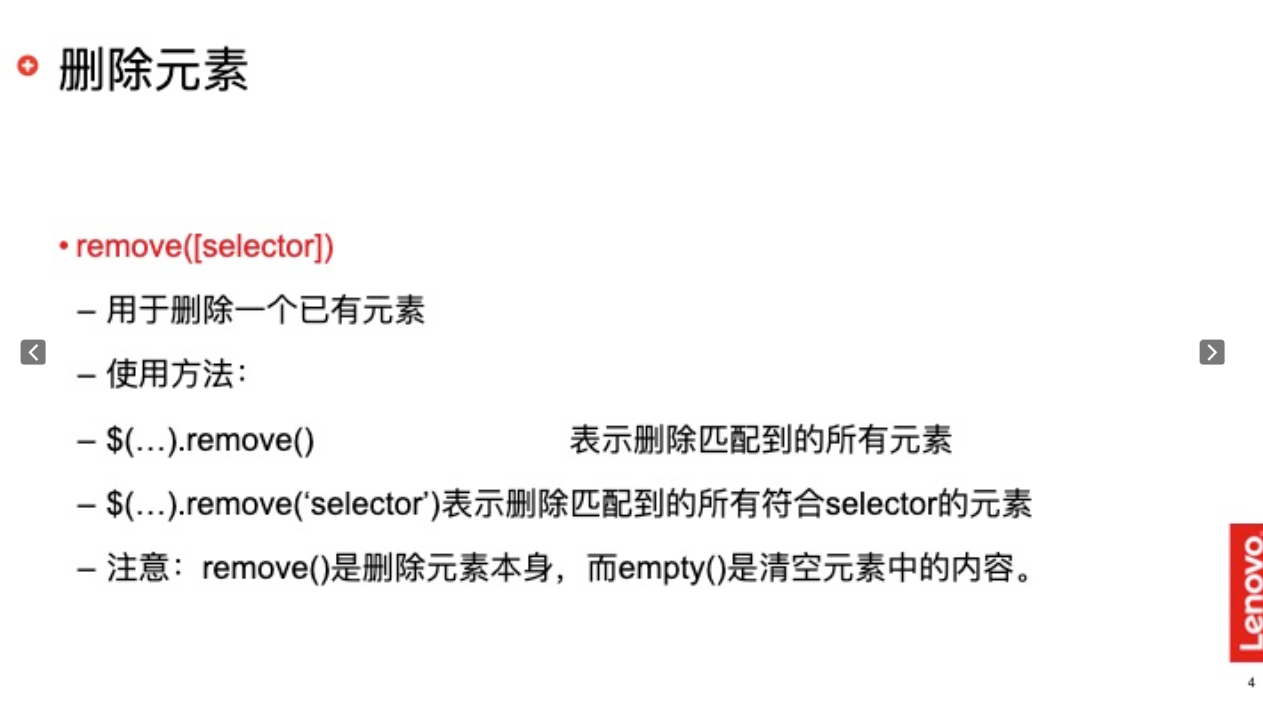 删除元素
• remove([selector])
– 用于删除一个已有元素
– 使用方法：
– $(…).remove() 表示删除匹配到的所有元素
– $(…).remove(‘selector’)表示删除匹配到的所有符合selector的元素
– 注意：remove()是删除元素本身，而empty()是清空元素中的内容。
Lenovo
4